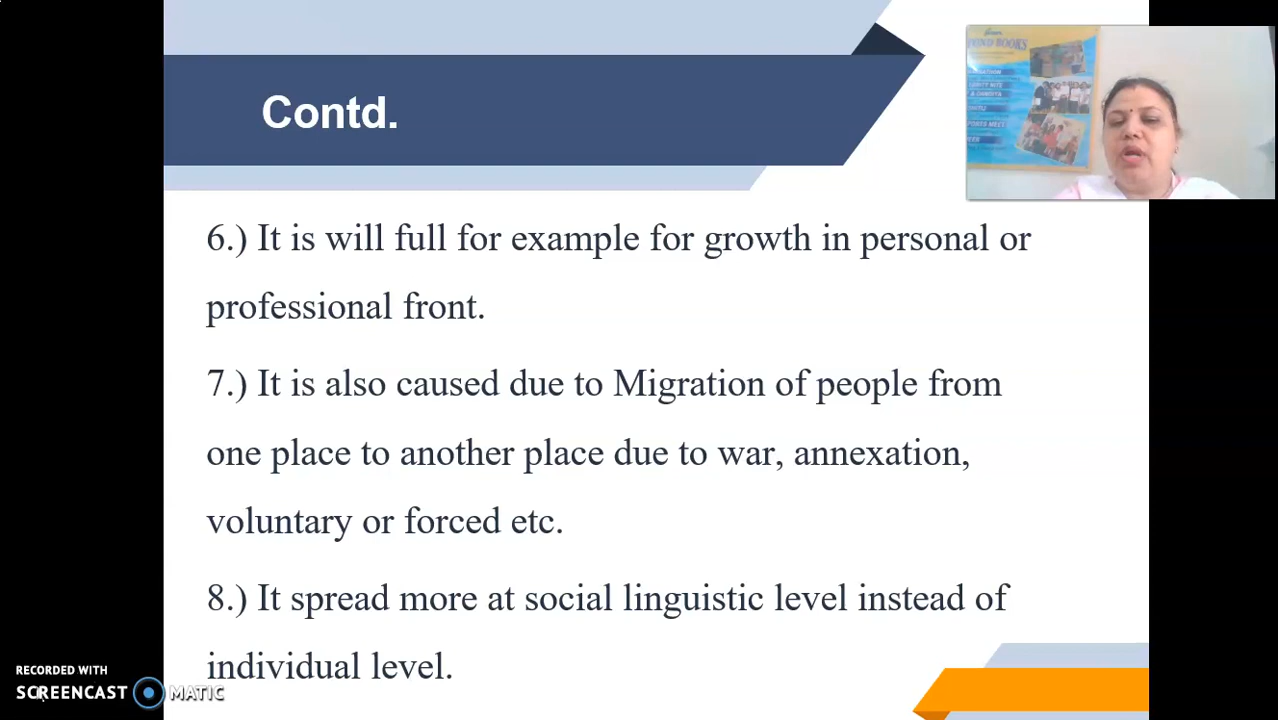 Contd.
POND BOOKS
6.) It is will full for example for growth in personal or
professional front.
7.) It is also caused due to Migration of people from
one place to another place due to war, annexation,
voluntary or forced etc.
8.) It spread more at social linguistic level instead of
individual level.
RECORDED WITH
SCREENCAST MATIC